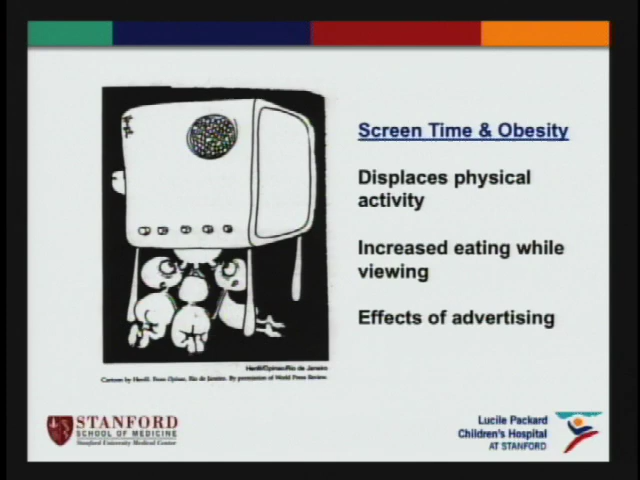 Screen Time & Obesity
Displaces physical
activity
Increased eating while
viewing
Effects of advertising
Henfil/Opinao/Rio de Janeiro
Cartoon by Henfil. From Opinao, Rio de Janeiro. By permission of World Press Review.
STANFORD
SCHOOL OF MEDICINE
Stanford University Medical Center
Lucile Packard
Children's Hospital
AT STANFORD